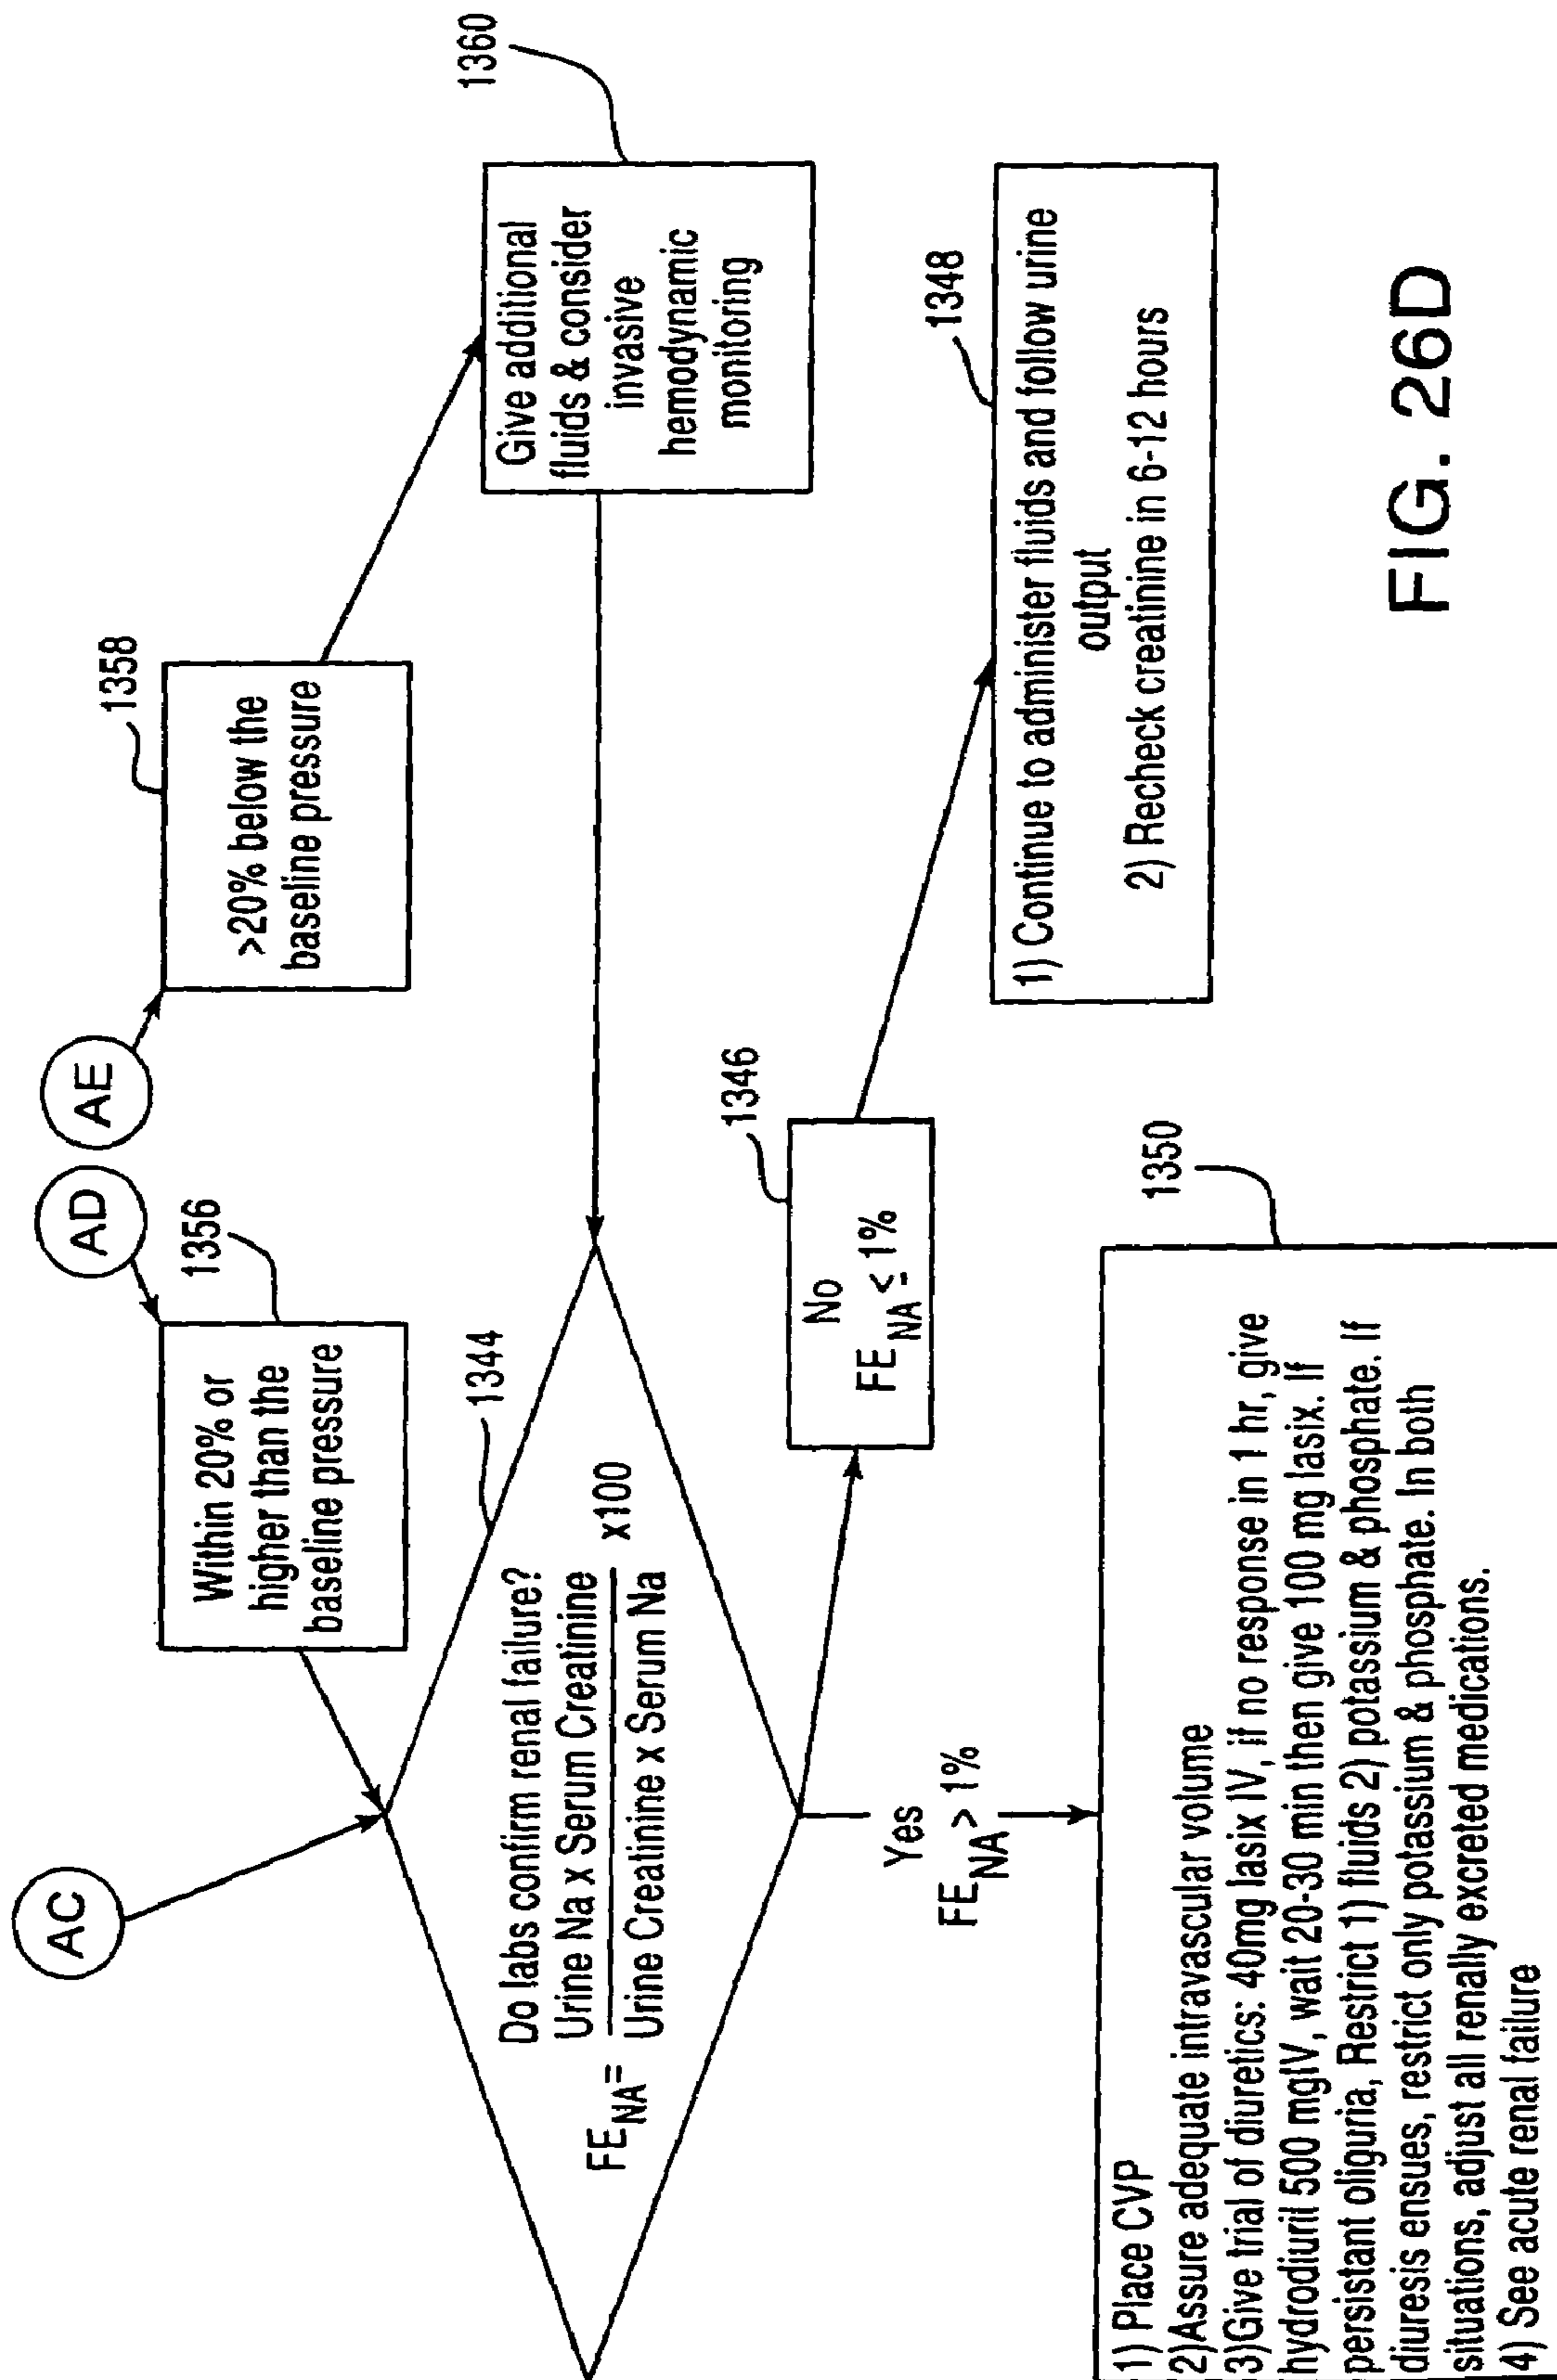 AC
AD
AE
1356
Within 20% or
higher than the
baseline pressure
1358
>20% below the
baseline pressure
1360
Give additional
fluids & consider
invasive
hemodynamic
monitoring
1344
Do labs confirm renal failure?
Urine Na x Serum Creatinine
FE NA = x100
Urine Creatinine x Serum Na
1346
No
FE NA ≤ 1%
1348
1) Continue to administer fluids and follow urine
output
2) Recheck creatinine in 6-12 hours
Yes
FE NA > 1%
1350
1) Place CVP
2)Assure adequate intravascular volume
3)Give trial of diuretics: 40mg lasix IV, if no response in 1 hr, give
hydrodiuril 500 mgIV, wait 20-30 min then give 100 mg lasix. If
persistant oliguria, Restrict 1) fluids 2) potassium & phosphate. If
diuresis ensues, restrict only potassium & phosphate. In both
situations, adjust all renally excreted medications.
4) See acute renal failure
FIG. 26D